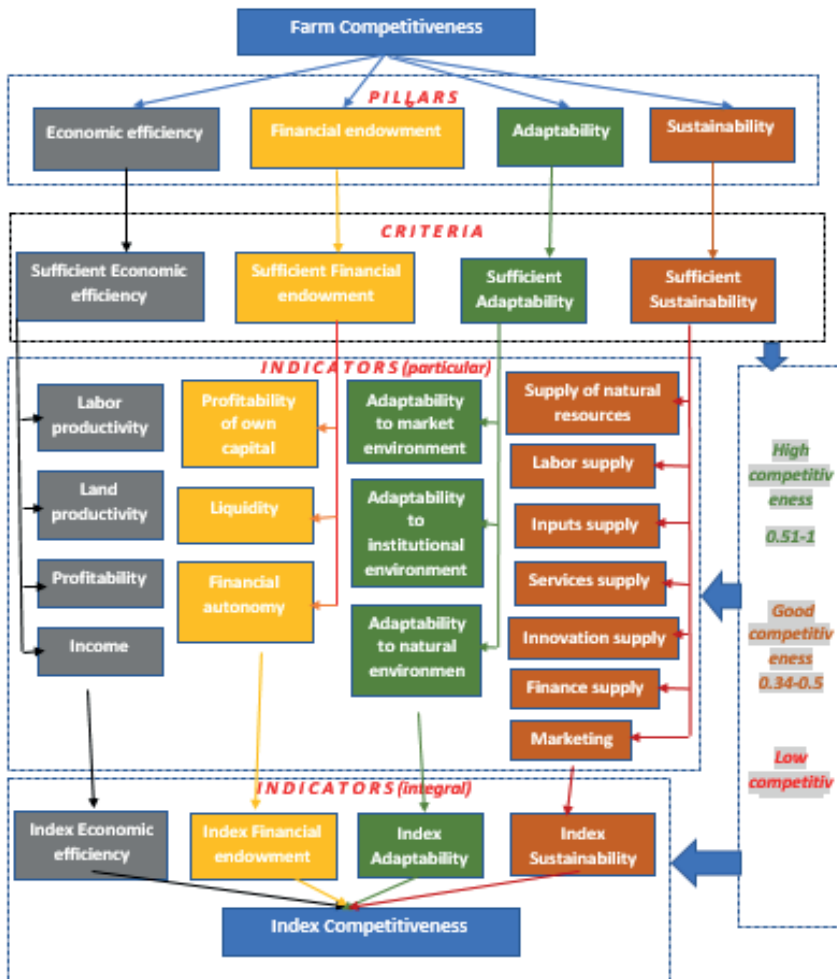 Farm Competitiveness
PILLARS
Economic efficiency
Financial endowment
Adaptability
Sustainability
CRITERIA
Sufficient Economic
efficiency
Sufficient Financial
endowment
Sufficient
Adaptability
Sufficient
Sustainability
INDICATORS (particular)
Labor
productivity
Land
productivity
Profitability
Income
Profitability
of own
capital
Liquidity
Financial
autonomy
Adaptability
to market
environment
Adaptability
to
institutional
environment
Adaptability
to natural
environmen
Supply of natural
resources
Labor supply
Inputs supply
Services supply
Innovation supply
Finance supply
Marketing
High
competitiv
eness
0.51-1
Good
competitiv
eness
0.34-0.5
Low
competitiv
INDICATORS (integral)
Index Economic
efficiency
Index Financial
endowment
Index
Adaptability
Index
Sustainability
Index Competitiveness